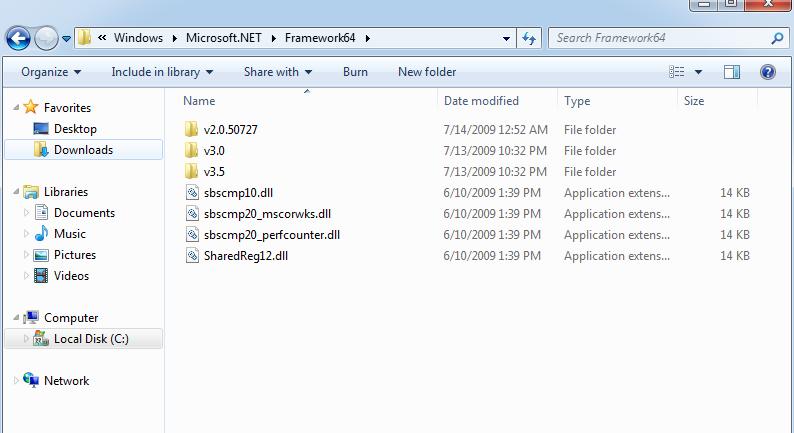 « Windows ▸ Microsoft.NET ▸ Framework64 ▸ Search Framework64
Organize Include in library Share with Burn New folder
Favorites
Desktop
Downloads
Libraries
Documents
Music
Pictures
Videos
Computer
Local Disk (C:)
Network
Name Date modified Type Size
v2.0.50727 7/14/2009 12:52 AM File folder
v3.0 7/13/2009 10:32 PM File folder
v3.5 7/13/2009 10:32 PM File folder
sbscmp10.dll 6/10/2009 1:39 PM Application extens... 14 KB
sbscmp20_mscorwks.dll 6/10/2009 1:39 PM Application extens... 14 KB
sbscmp20_perfcounter.dll 6/10/2009 1:39 PM Application extens... 14 KB
SharedReg12.dll 6/10/2009 1:39 PM Application extens... 14 KB